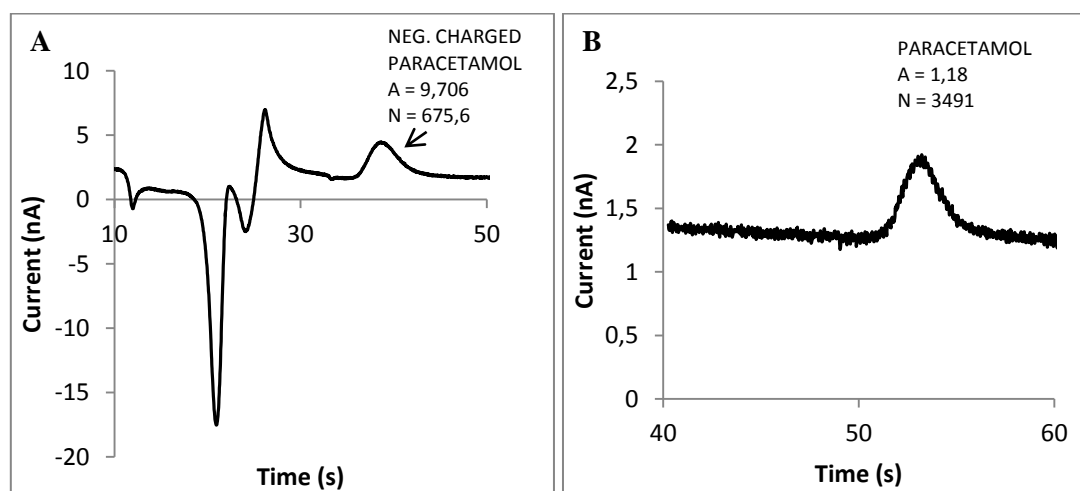 A
NEG. CHARGED
PARACETAMOL
A = 9,706
N = 675,6
10
5
0
-5
-10
-15
-20
10
30
50
Current (nA)
Time (s)
B
PARACETAMOL
A = 1,18
N = 3491
2,5
2
1,5
1
0,5
0
40
50
60
Current (nA)
Time (s)